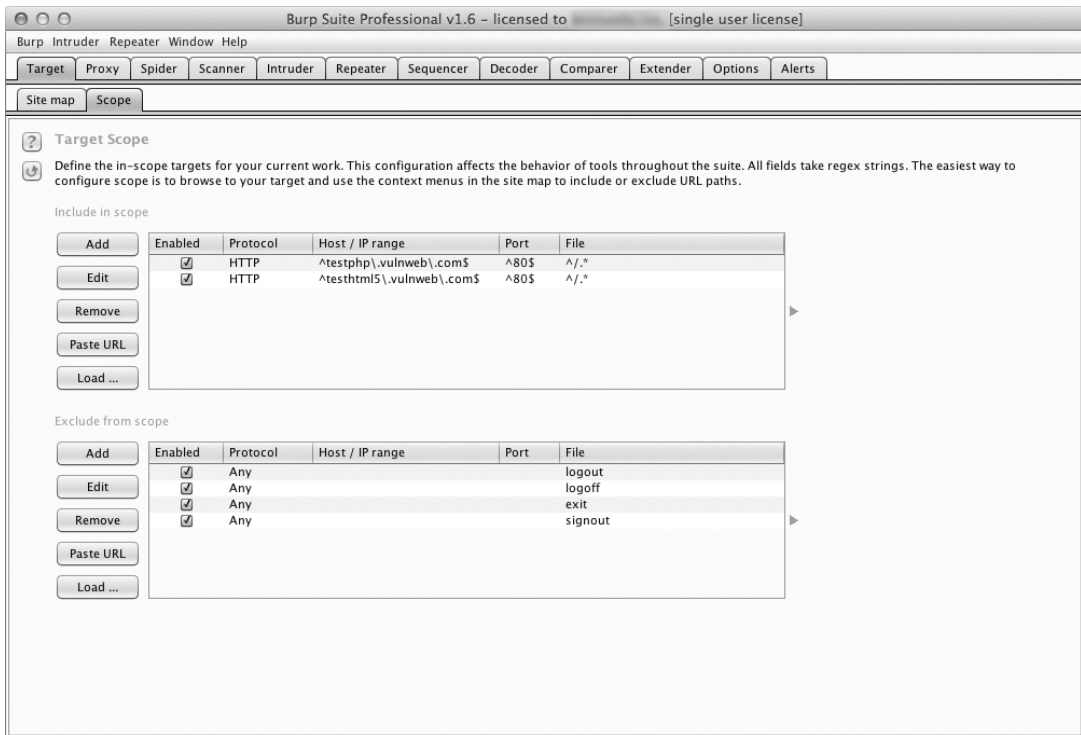 Burp Suite Professional v1.6 – licensed to [single user license]
Burp Intruder Repeater Window Help
Target Proxy Spider Scanner Intruder Repeater Sequencer Decoder Comparer Extender Options Alerts
Site map Scope
? Target Scope
Define the in-scope targets for your current work. This configuration affects the behavior of tools throughout the suite. All fields take regex strings. The easiest way to
configure scope is to browse to your target and use the context menus in the site map to include or exclude URL paths.
Include in scope
Add Enabled Protocol Host / IP range Port File
HTTP ^testphp\.vulnweb\.com$ ^80$ ^/.*
Edit HTTP ^testhtml5\.vulnweb\.com$ ^80$ ^/.*
Remove
Paste URL
Load ...
Exclude from scope
Add Enabled Protocol Host / IP range Port File
Any logout
Edit Any logoff
Any exit
Remove Any signout
Paste URL
Load ...